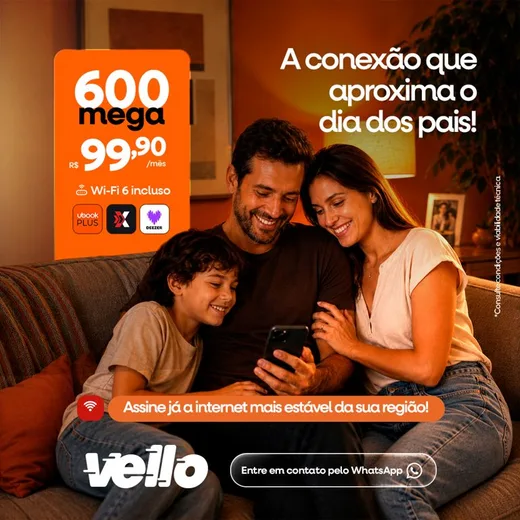 A conexão que
aproxima o
dia dos pais!
600
mega
R$ 99,90
/mês
Wi-Fi 6 incluso
ubook
PLUS
DEEZER
*Consulte condições e viabilidade técnica
Assine já a internet mais estável da sua região!
vello
Entre em contato pelo WhatsApp